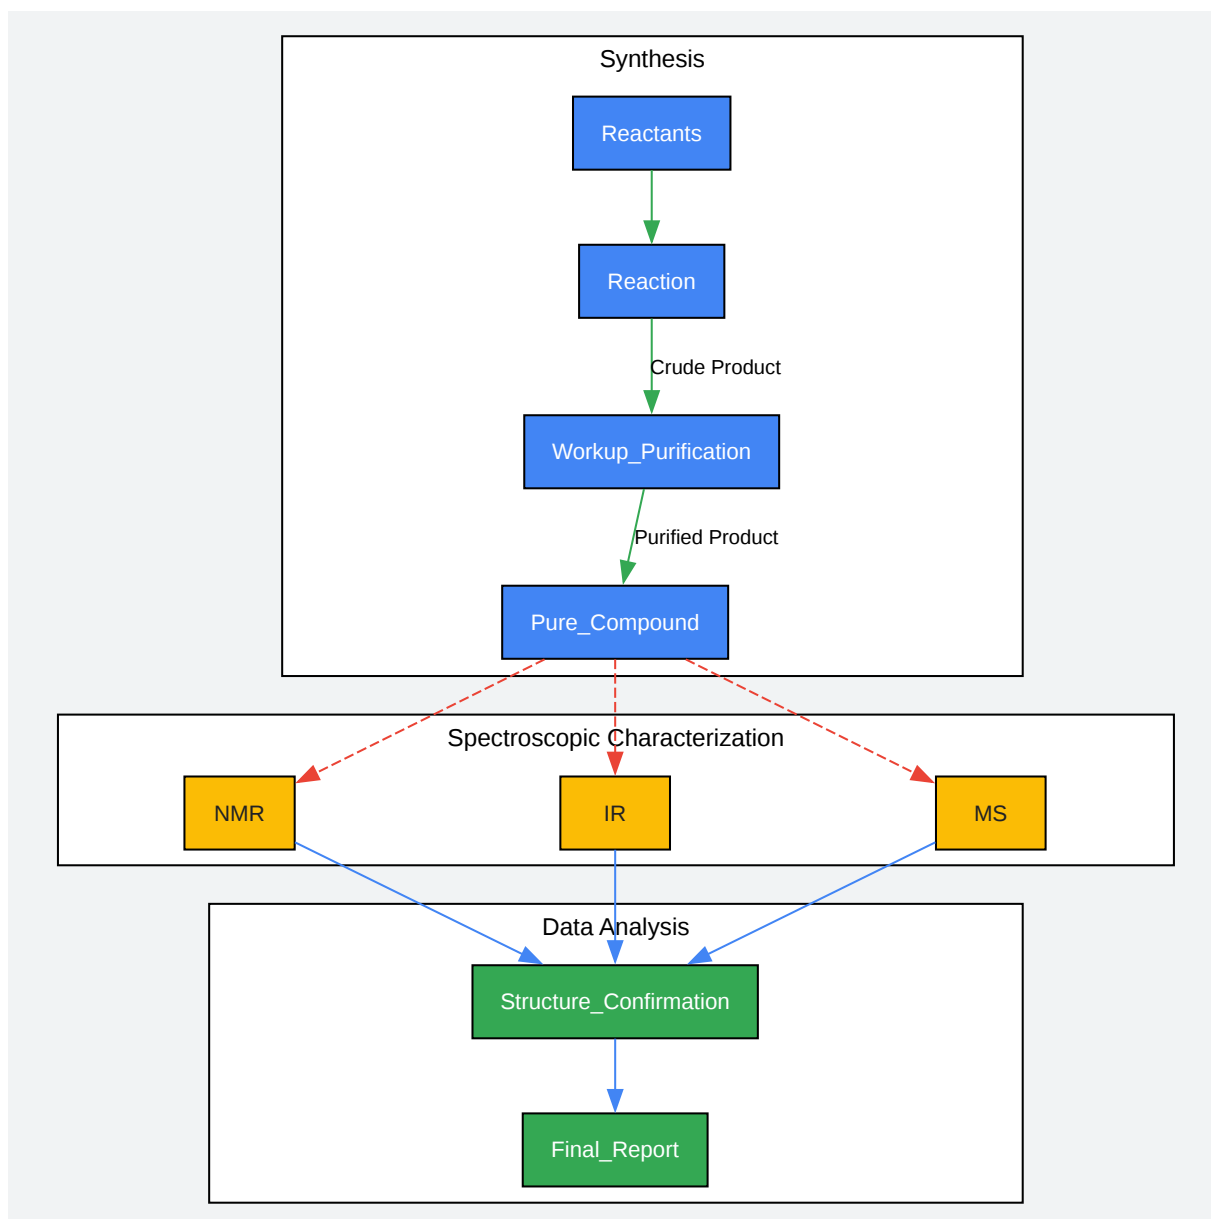 Synthesis
Reactants
Reaction
Crude Product
Workup_Purification
Purified Product
Pure_Compound
Spectroscopic Characterization
NMR
IR
MS
Data Analysis
Structure_Confirmation
Final_Report